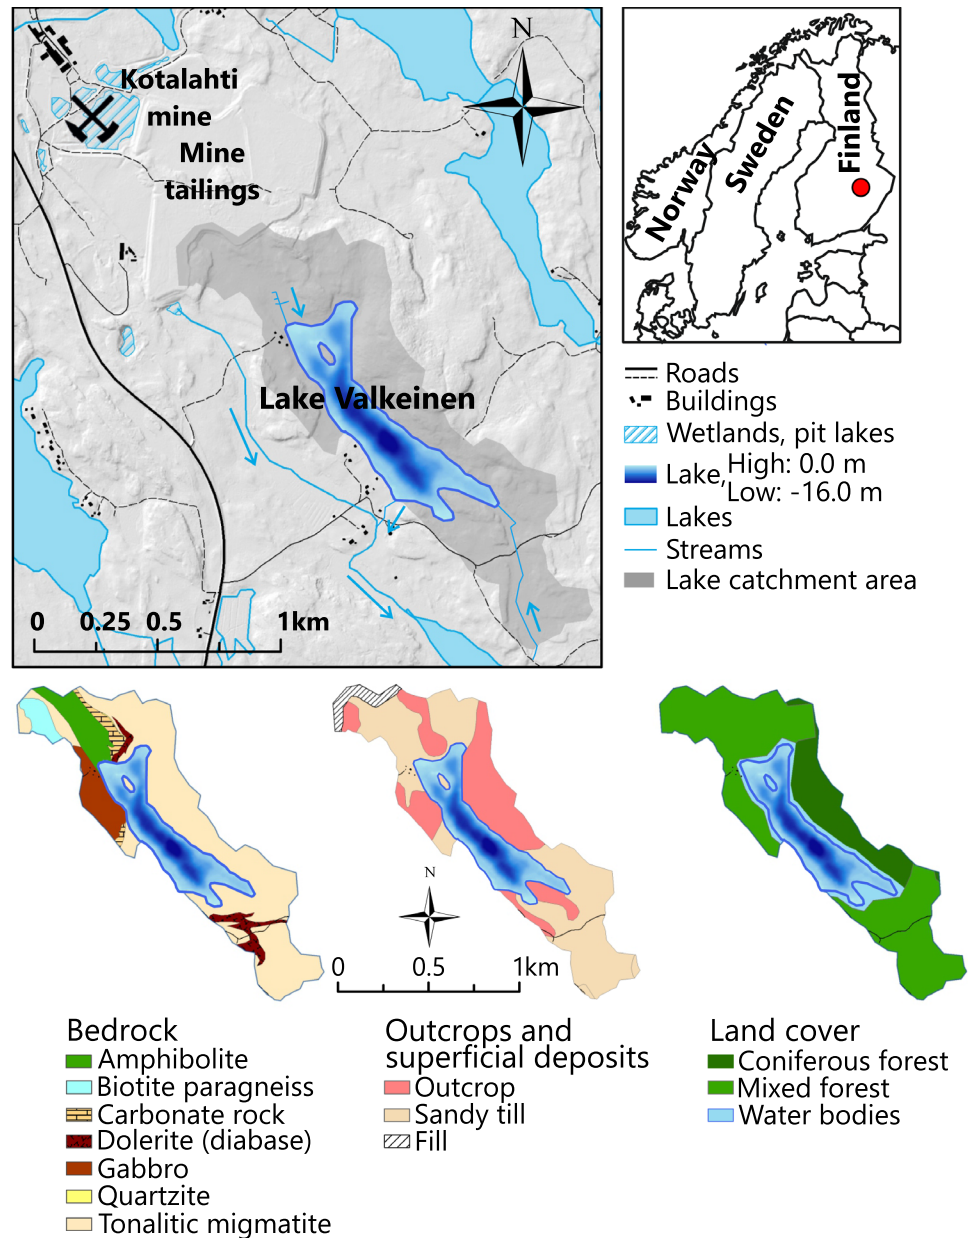 N
Kotalahti
mine
Mine
tailings
Lake Valkeinen
0 0.25 0.5 1km
Norway
Sweden
Finland
Roads
Buildings
Wetlands, pit lakes
Lake, High: 0.0 m
Low: -16.0 m
Lakes
Streams
Lake catchment area
N
0 0.5 1km
Bedrock
Amphibolite
Biotite paragneiss
Carbonate rock
Dolerite (diabase)
Gabbro
Quartzite
Tonalitic migmatite
Outcrops and
superficial deposits
Outcrop
Sandy till
Fill
Land cover
Coniferous forest
Mixed forest
Water bodies